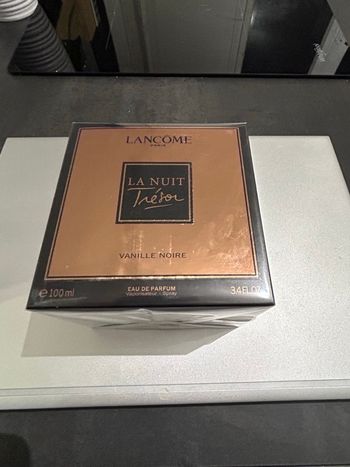 LANCÔME
PARIS
LA NUIT
Trésor
VANILLE NOIRE
e 100 ml
EAU DE PARFUM
Vaporisateur - Spray
3.4 FL.OZ